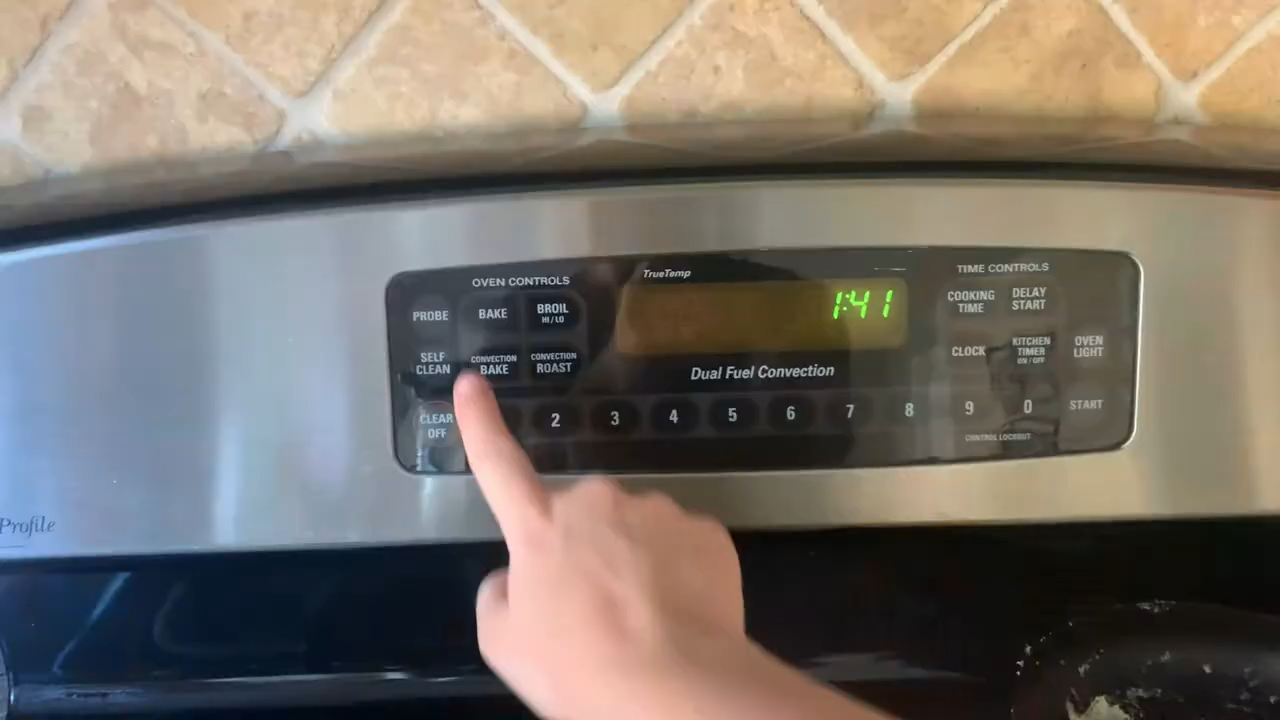 OVEN CONTROLS
TrueTemp
TIME CONTROLS
PROBE
BAKE
BROIL
HI / LO
1:41
COOKING
TIME
DELAY
START
SELF
CLEAN
CONVECTION
BAKE
CONVECTION
ROAST
Dual Fuel Convection
CLOCK
KITCHEN
TIMER
ON / OFF
OVEN
LIGHT
CLEAR
OFF
2 3 4 5 6 7 8 9 0
START
CONTROL LOCKOUT
Profile